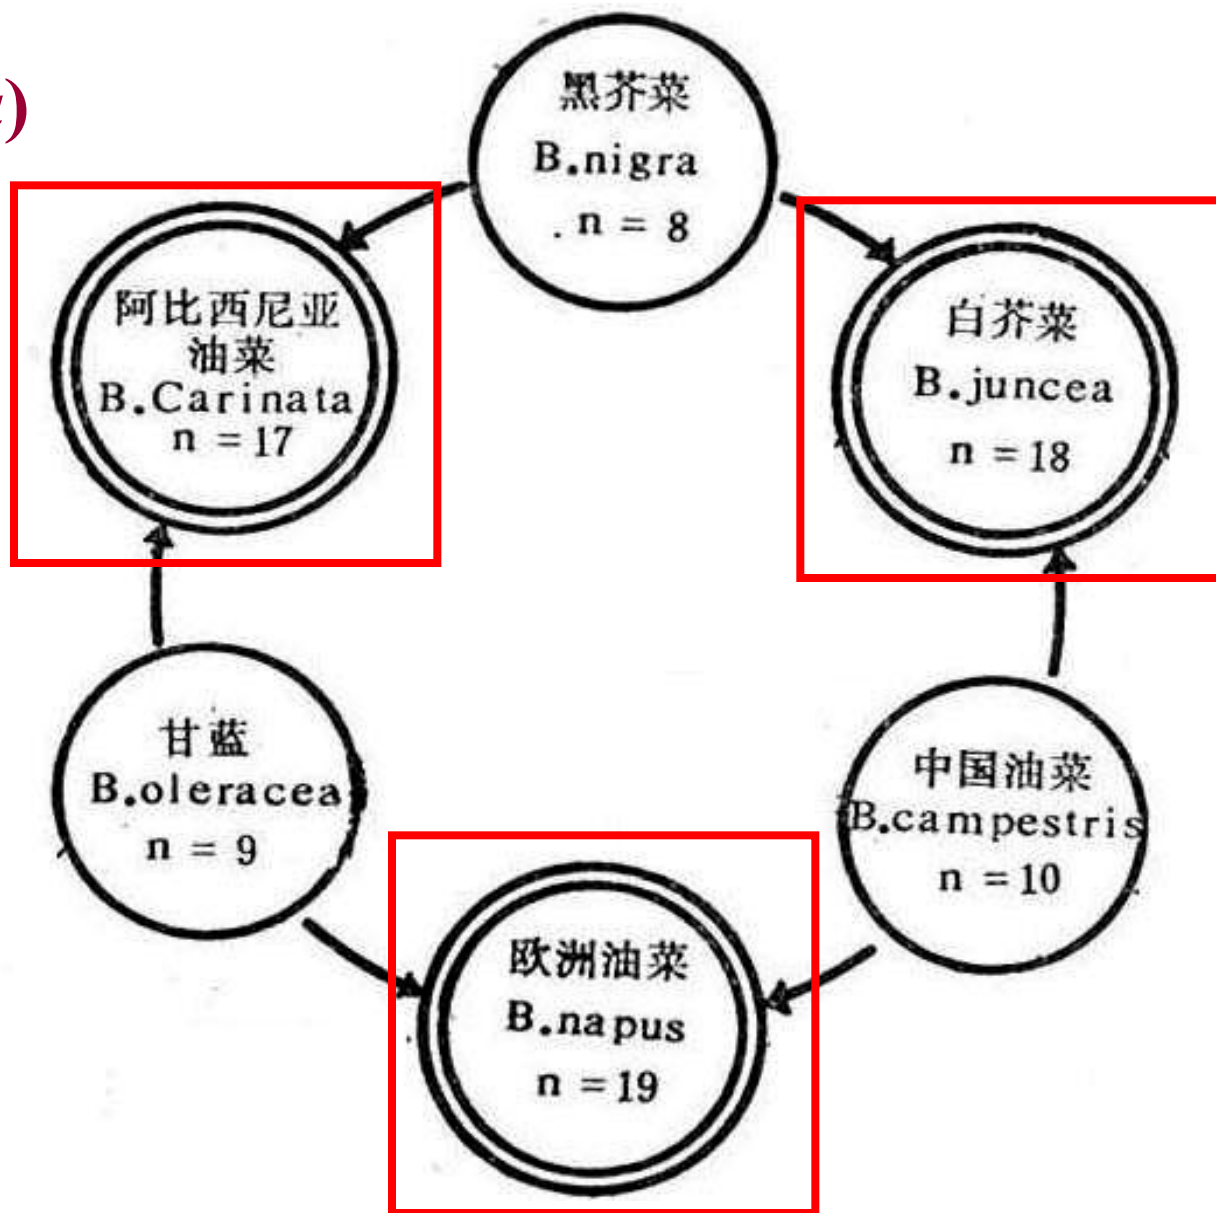 黑芥菜
B.nigra
. n = 8
阿比西尼亚
油菜
B.Carinata
n = 17
白芥菜
B.juncea
n = 18
甘蓝
B.oleracea
n = 9
中国油菜
B.campestris
n = 10
欧洲油菜
B.napus
n = 19